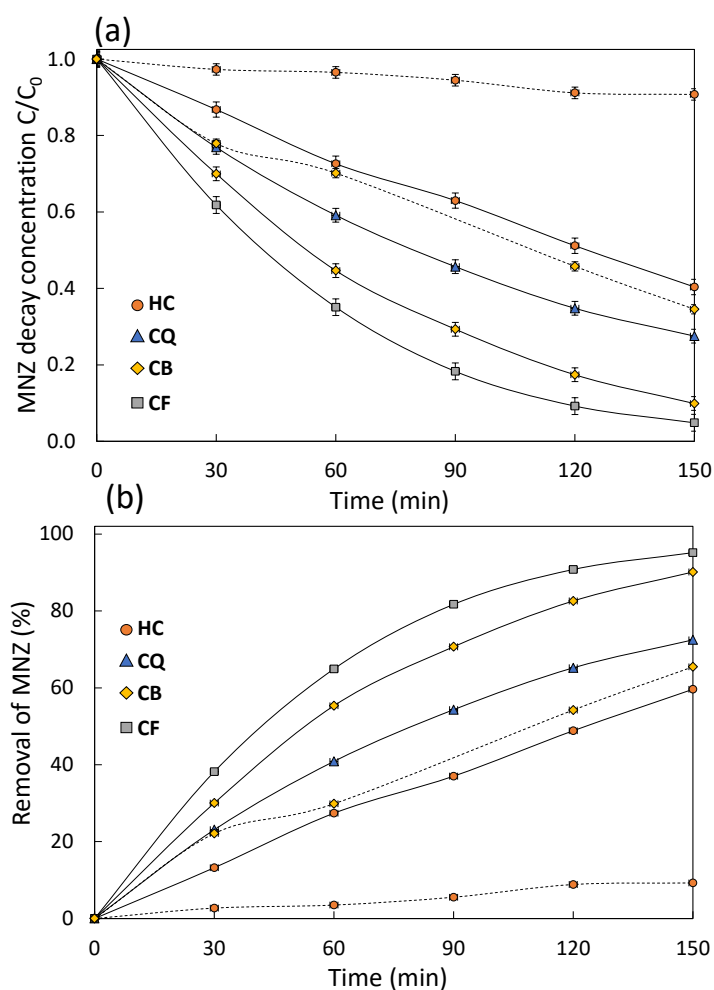 (a)
MNZ decay concentration C/C₀
1.0
0.8
0.6
0.4
0.2
0.0
HC
CQ
CB
CF
0 30 60 90 120 150
Time (min)
(b)
Removal of MNZ (%)
100
80
60
40
20
0
HC
CQ
CB
CF
0 30 60 90 120 150
Time (min)